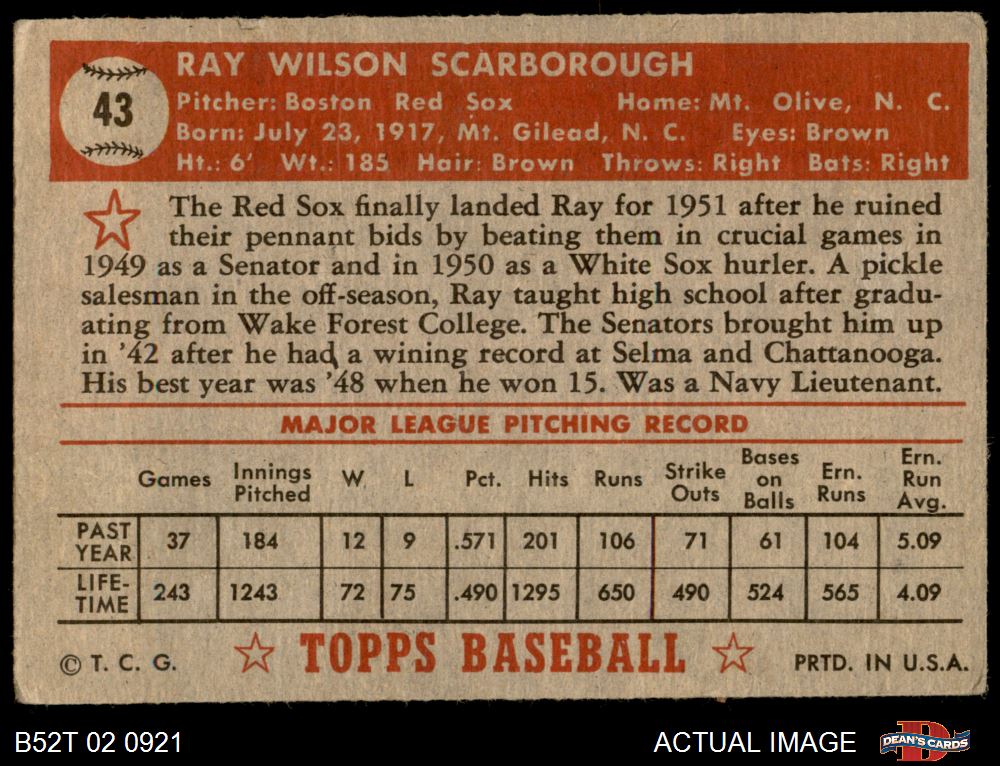 43
RAY WILSON SCARBOROUGH
Pitcher: Boston Red Sox Home: Mt. Olive, N. C.
Born: July 23, 1917, Mt. Gilead, N. C. Eyes: Brown
Ht.: 6' Wt.: 185 Hair: Brown Throws: Right Bats: Right
The Red Sox finally landed Ray for 1951 after he ruined
their pennant bids by beating them in crucial games in
1949 as a Senator and in 1950 as a White Sox hurler. A pickle
salesman in the off-season, Ray taught high school after gradu-
ating from Wake Forest College. The Senators brought him up
in '42 after he had a wining record at Selma and Chattanooga.
His best year was '48 when he won 15. Was a Navy Lieutenant.
MAJOR LEAGUE PITCHING RECORD
Games Innings Pitched W L Pct. Hits Runs Strike Outs Bases on Balls Ern. Runs Ern. Run Avg.
PAST YEAR 37 184 12 9 .571 201 106 71 61 104 5.09
LIFE-TIME 243 1243 72 75 .490 1295 650 490 524 565 4.09
© T. C. G. TOPPS BASEBALL PRTD. IN U.S.A.
B52T 02 0921 ACTUAL IMAGE D DEAN'S CARDS